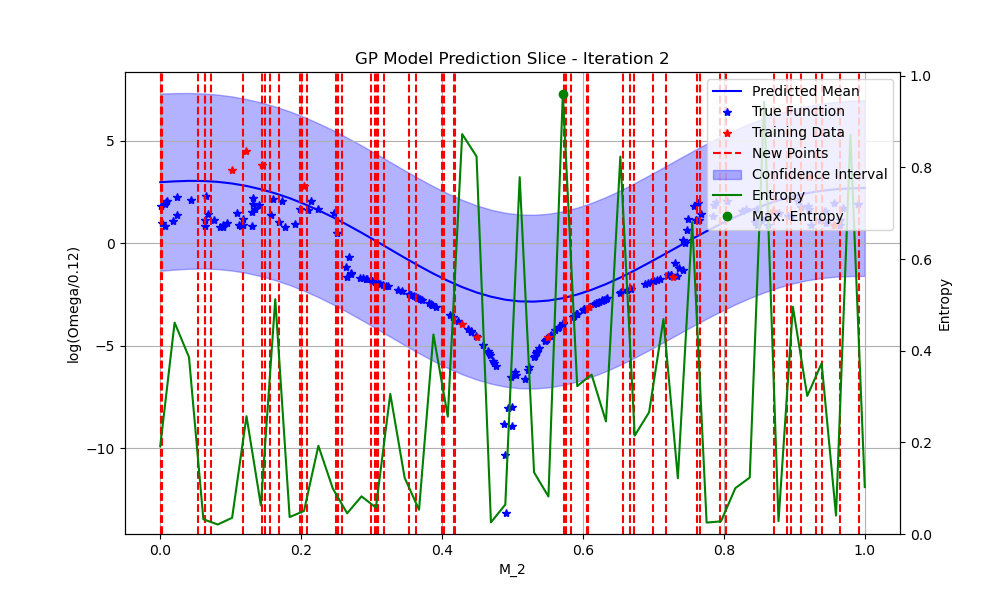 GP Model Prediction Slice - Iteration 2
Predicted Mean
True Function
Training Data
New Points
Confidence Interval
Entropy
Max. Entropy
log(Omega/0.12)
5
0
−5
−10
1.0
0.8
0.6
0.4
0.2
0.0
Entropy
0.0
0.2
0.4
0.6
0.8
1.0
M_2